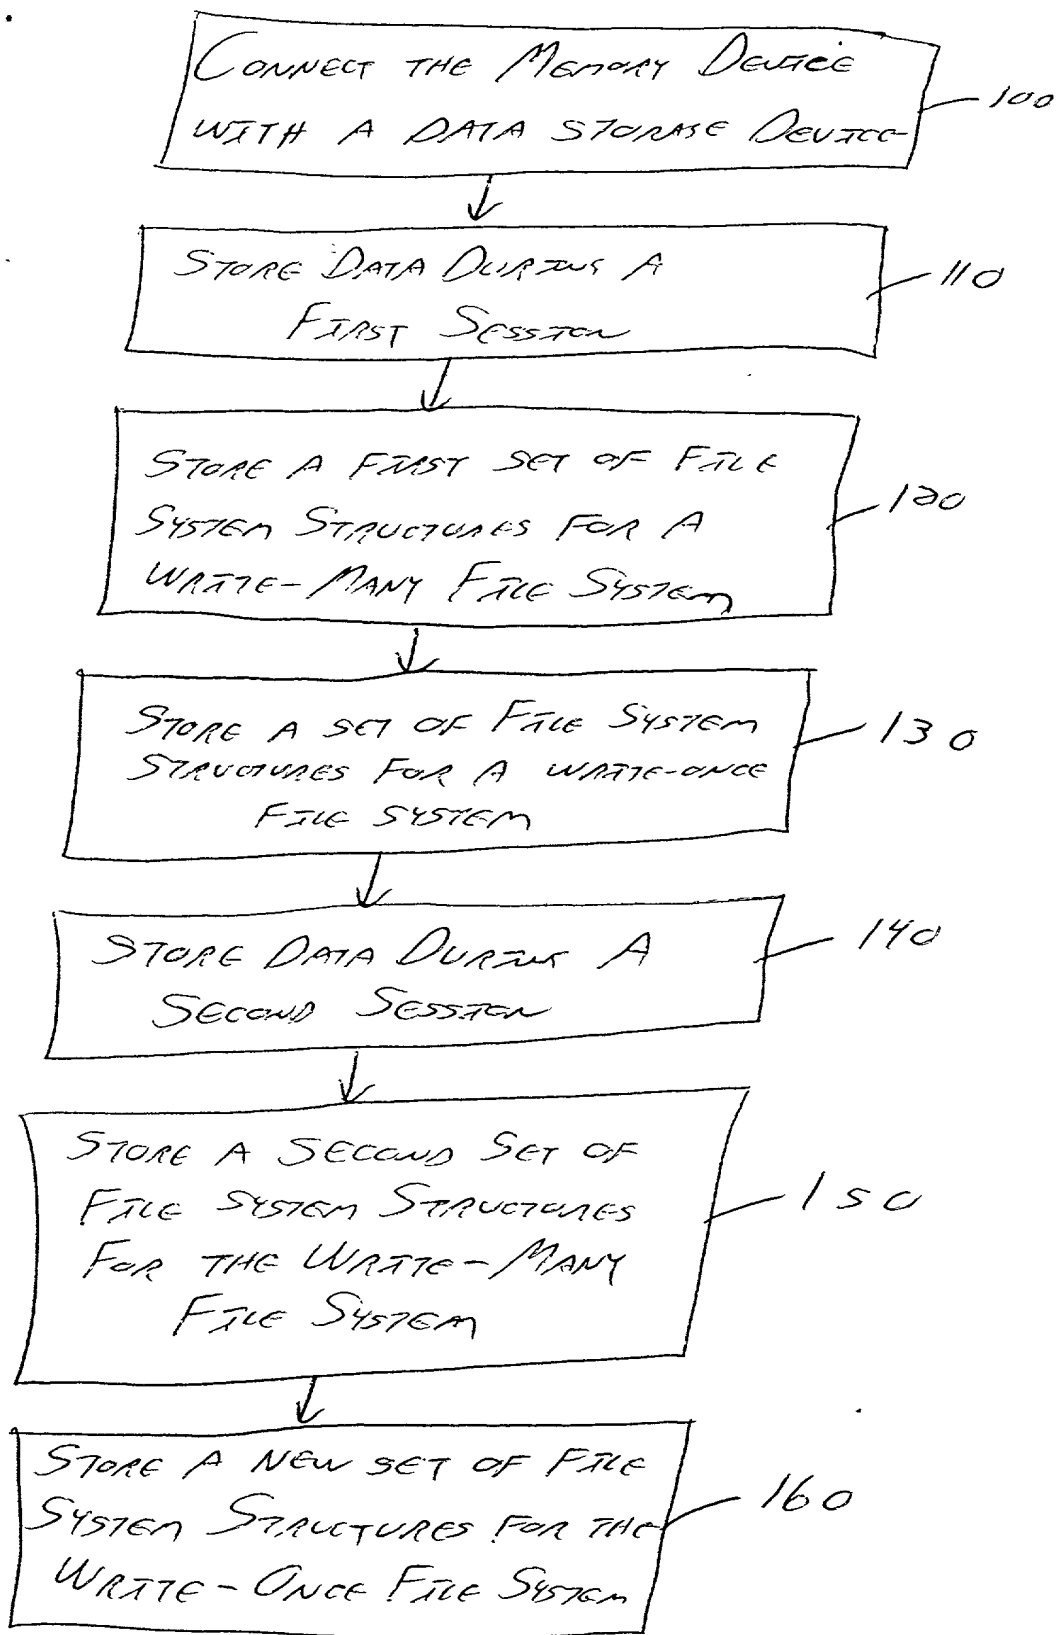 CONNECT THE MEMORY DEVICE
WITH A DATA STORAGE DEVICE
100
STORE DATA DURING A
FIRST SESSION
110
STORE A FIRST SET OF FILE
SYSTEM STRUCTURES FOR A
WRITE-MANY FILE SYSTEM
120
STORE A SET OF FILE SYSTEM
STRUCTURES FOR A WRITE-ONCE
FILE SYSTEM
130
STORE DATA DURING A
SECOND SESSION
140
STORE A SECOND SET OF
FILE SYSTEM STRUCTURES
FOR THE WRITE-MANY
FILE SYSTEM
150
STORE A NEW SET OF FILE
SYSTEM STRUCTURES FOR THE
WRITE-ONCE FILE SYSTEM
160